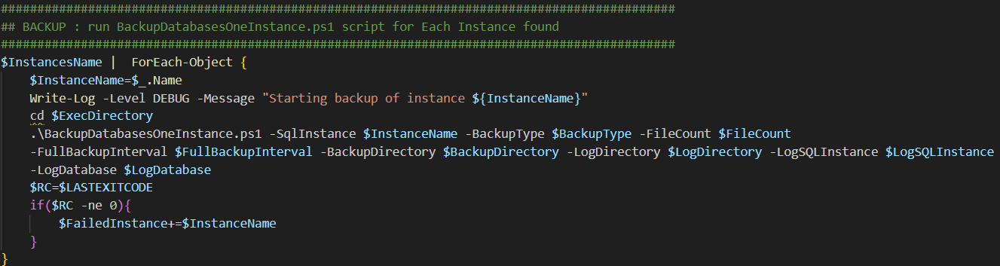 #############################################################################################
## BACKUP : run BackupDatabasesOneInstance.ps1 script for Each Instance found
#############################################################################################
$InstancesName |  ForEach-Object {
    $InstanceName=$_.Name
    Write-Log -Level DEBUG -Message "Starting backup of instance ${InstanceName}"
    cd $ExecDirectory
    .\BackupDatabasesOneInstance.ps1 -SqlInstance $InstanceName -BackupType $BackupType -FileCount $FileCount
    -FullBackupInterval $FullBackupInterval -BackupDirectory $BackupDirectory -LogDirectory $LogDirectory -LogSQLInstance $LogSQLInstance
    -LogDatabase $LogDatabase
    $RC=$LASTEXITCODE
    if($RC -ne 0){
        $FailedInstance+=$InstanceName
    }
}